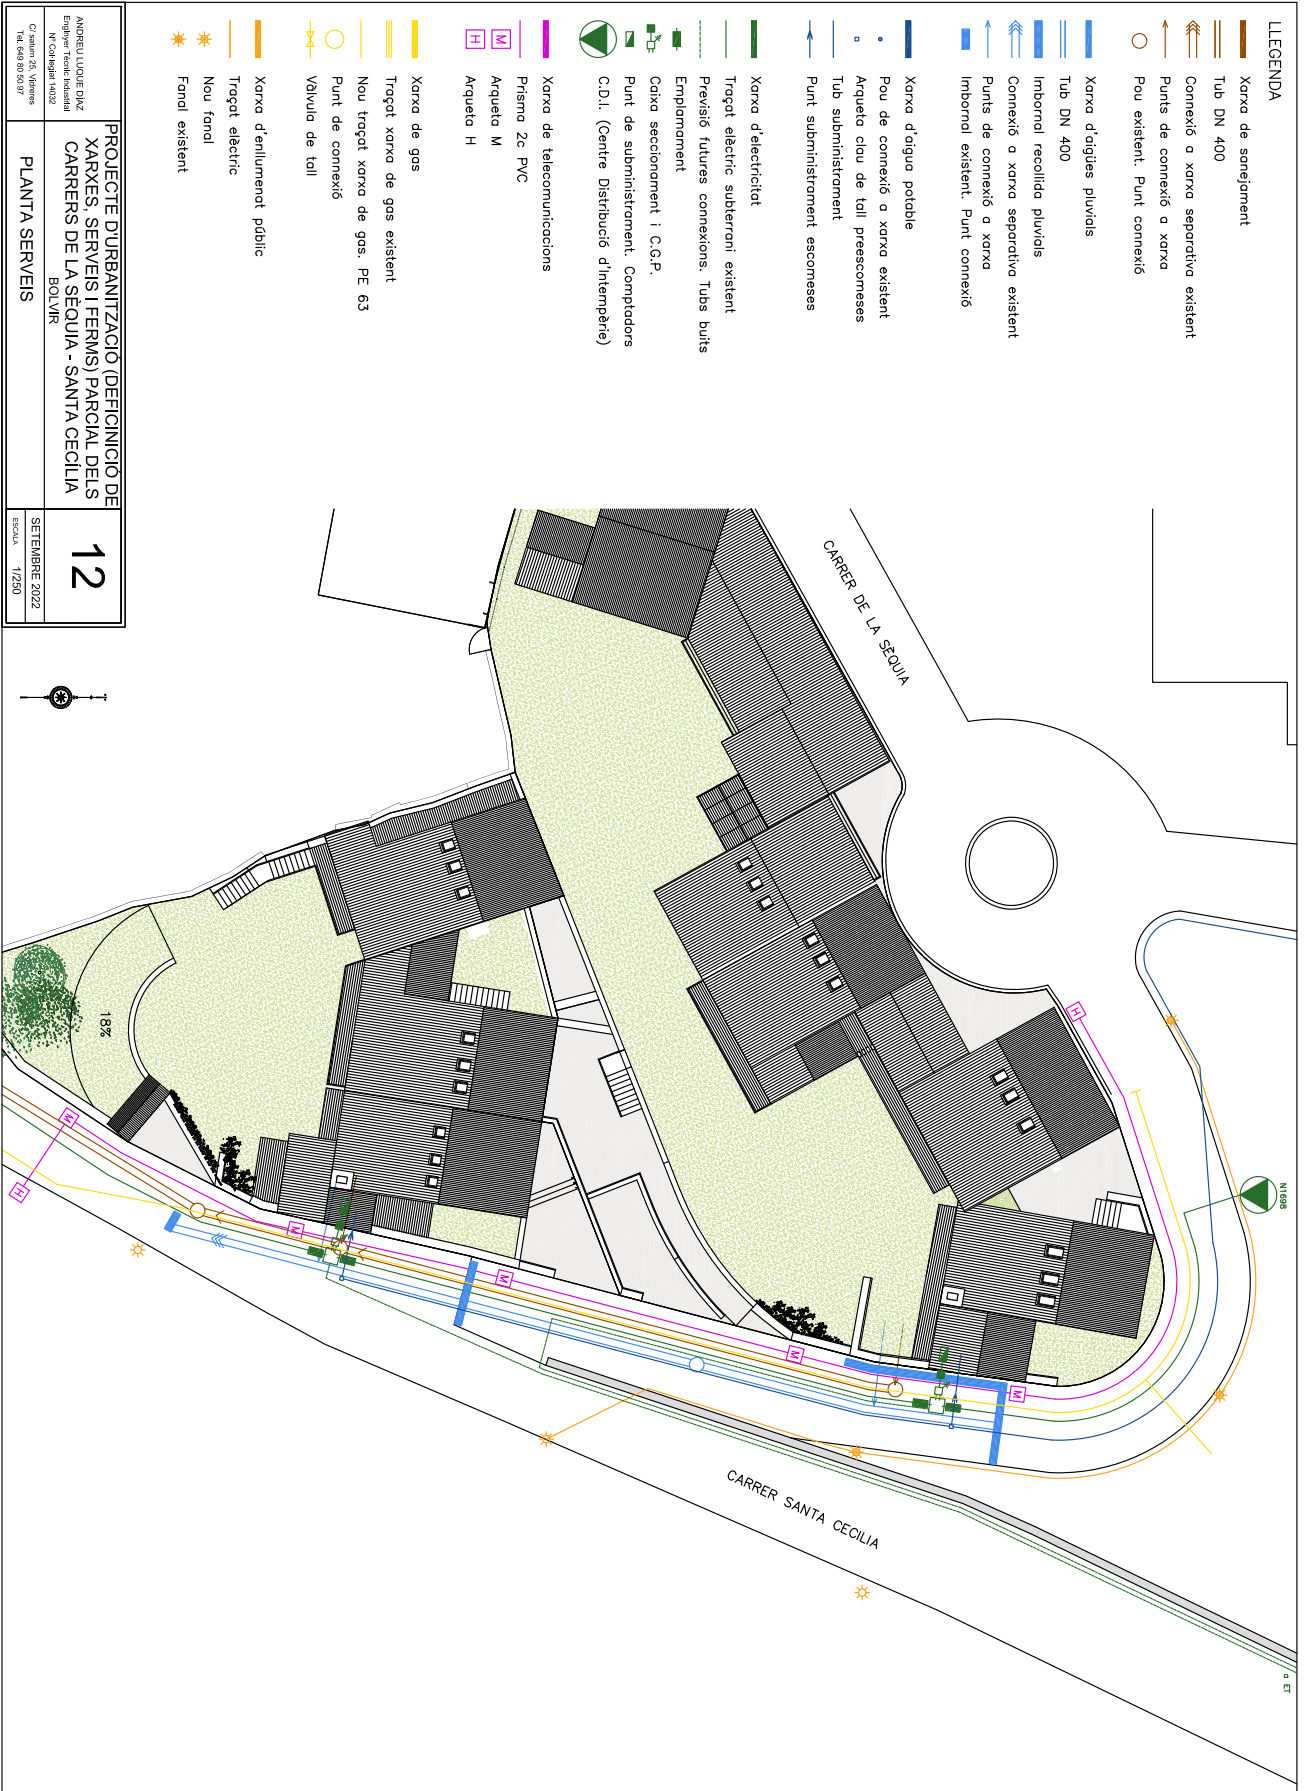 LLEGENDA
Xarxa de sanejament
Tub DN 400
Connexió a xarxa separativa existent
Punts de connexió a xarxa
Pou existent. Punt connexió
Xarxa d'aigües pluvials
Tub DN 400
Imbornal recollida pluvials
Connexió a xarxa separativa existent
Punts de connexió a xarxa
Imbornal existent. Punt connexió
Xarxa d'aigua potable
Pou de connexió a xarxa existent
Arqueta clau de tall preescomeses
Tub subministrament
Punt subministrament escomeses
Xarxa d'electricitat
Traçat elèctric subterrani existent
Previsió futures connexions. Tubs buits
Emplamament
Caixa seccionament i C.G.P.
Punt de subministrament. Comptadors
C.D.I. (Centre Distribució d'Intempèrie)
Xarxa de telecomunicacions
Prisma 2c PVC
M Arqueta M
H Arqueta H
Xarxa de gas
Traçat xarxa de gas existent
Nou traçat xarxa de gas. PE 63
Punt de connexió
Vàlvula de tall
Xarxa d'enllumenat públic
Traçat elèctric
Nou fanal
Fanal existent
CARRER DE LA SÈQUIA
H
N1698
M
M
M
M
M
H
18%
CARRER SANTA CECILIA
a ET
ANDREU LUQUE DÍAZ
Enginyer Tècnic Industrial
Nº Col·legiat 14032
C/ saturn 25. Vidreres
Tel. 649 80 50 97
PROJECTE D'URBANITZACIÓ (DEFICINICIÓ DE
XARXES, SERVEIS I FERMS) PARCIAL DELS
CARRERS DE LA SÈQUIA - SANTA CECÍLIA
BOLVIR
PLANTA SERVEIS
12
SETEMBRE 2022
ESCALA 1/250